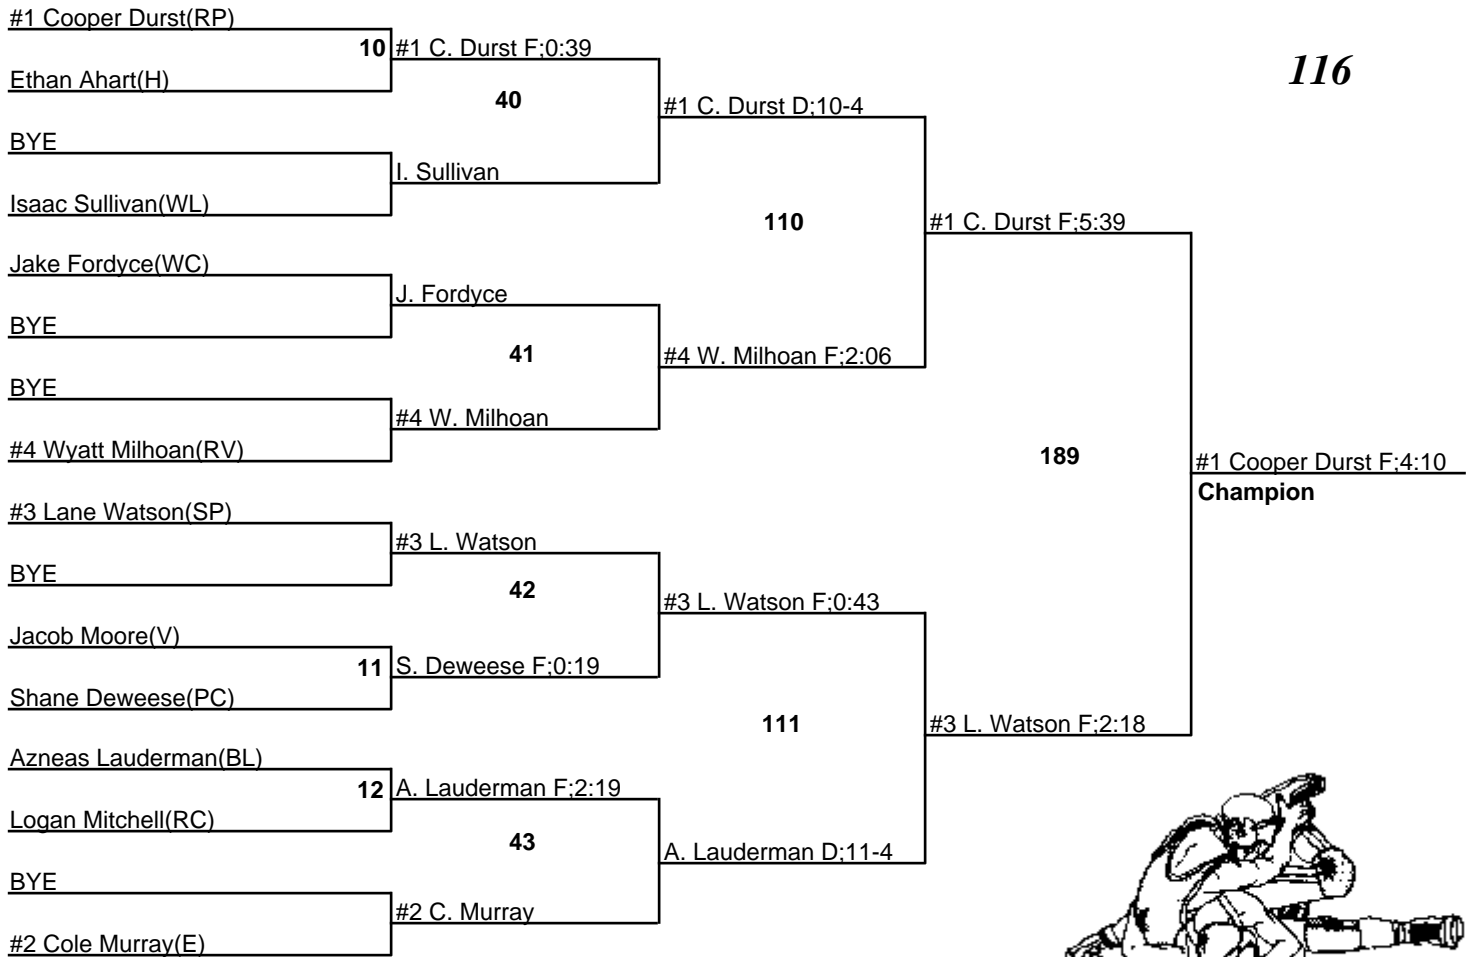 #1 Cooper Durst(RP)
10 #1 C. Durst F;0:39
116
Ethan Ahart(H)
40
#1 C. Durst D;10-4
BYE
I. Sullivan
Isaac Sullivan(WL)
110
#1 C. Durst F;5:39
Jake Fordyce(WC)
J. Fordyce
BYE
41
#4 W. Milhoan F;2:06
BYE
#4 W. Milhoan
#4 Wyatt Milhoan(RV)
189
#1 Cooper Durst F;4:10
Champion
#3 Lane Watson(SP)
#3 L. Watson
BYE
42
#3 L. Watson F;0:43
Jacob Moore(V)
11 S. Deweese F;0:19
Shane Deweese(PC)
111
#3 L. Watson F;2:18
Azneas Lauderman(BL)
12 A. Lauderman F;2:19
Logan Mitchell(RC)
43
A. Lauderman D;11-4
BYE
#2 C. Murray
#2 Cole Murray(E)